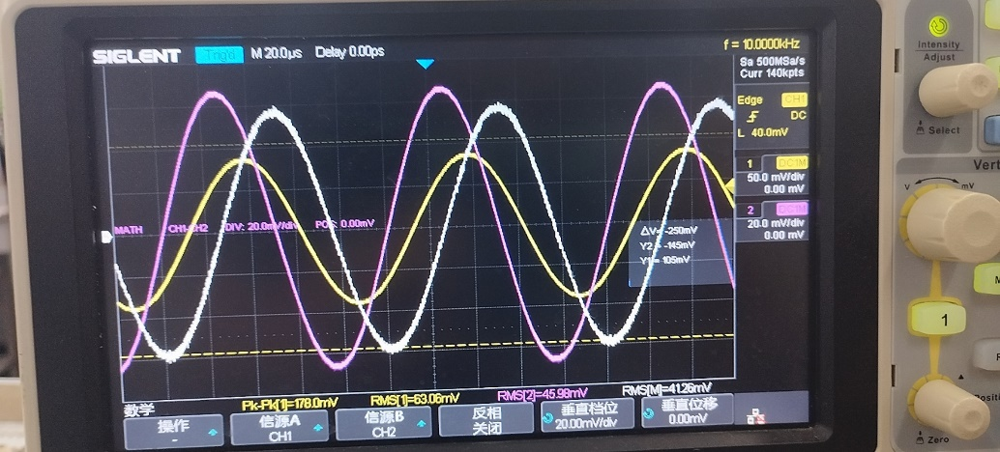 SIGLENT Trig'd M 20.0μs Delay 0.00ps f = 10.0000kHz
Sa 500MSa/s
Curr 140kpts
Edge CH1
DC
L 40.0mV
1 DC1M
50.0 mV/div
0.00 mV
2 DC1M
20.0 mV/div
0.00 mV
MATH CH1-CH2 DIV: 20.0mV/div POS: 0.00mV
ΔV= -250mV
Y2= -145mV
Y1= 105mV
Pk-Pk[1]=178.0mV RMS[1]=63.06mV RMS[2]=45.98mV RMS[M]=41.26mV
数学
操作
-
信源A
CH1
信源B
CH2
反相
关闭
垂直档位
20.00mV/div
垂直位移
0.00mV
Intensity
Adjust
Select
Vert
V mV
1
Zero